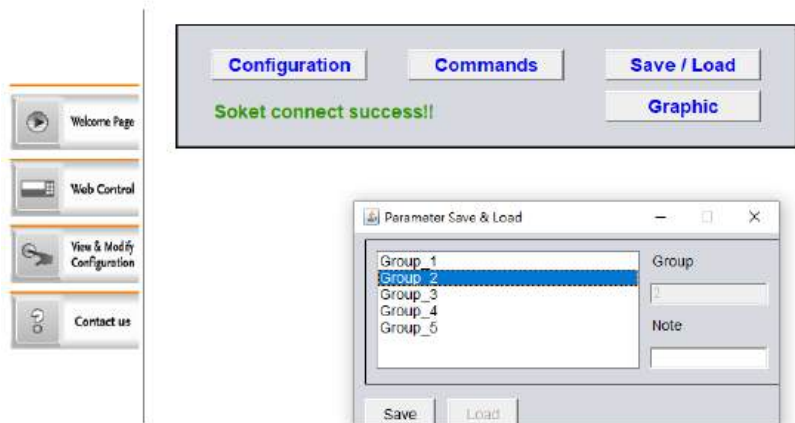 Configuration
Commands
Save / Load
Soket connect success!!
Graphic
Welcome Page
Web Control
View & Modify
Configuration
Contact us
Parameter Save & Load
Group_1
Group_2
Group_3
Group_4
Group_5
Group
2
Note
Save
Load